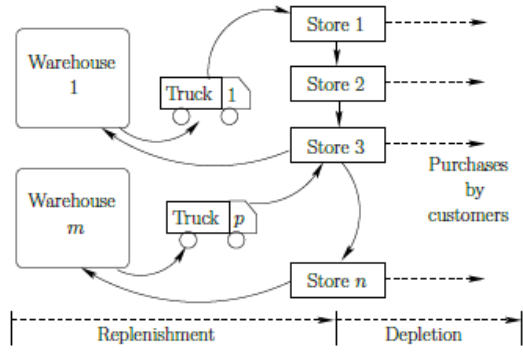 Warehouse
1
Truck 1
Store 1
Store 2
Store 3
Purchases
by
customers
Warehouse
m
Truck p
Store n
Replenishment
Depletion